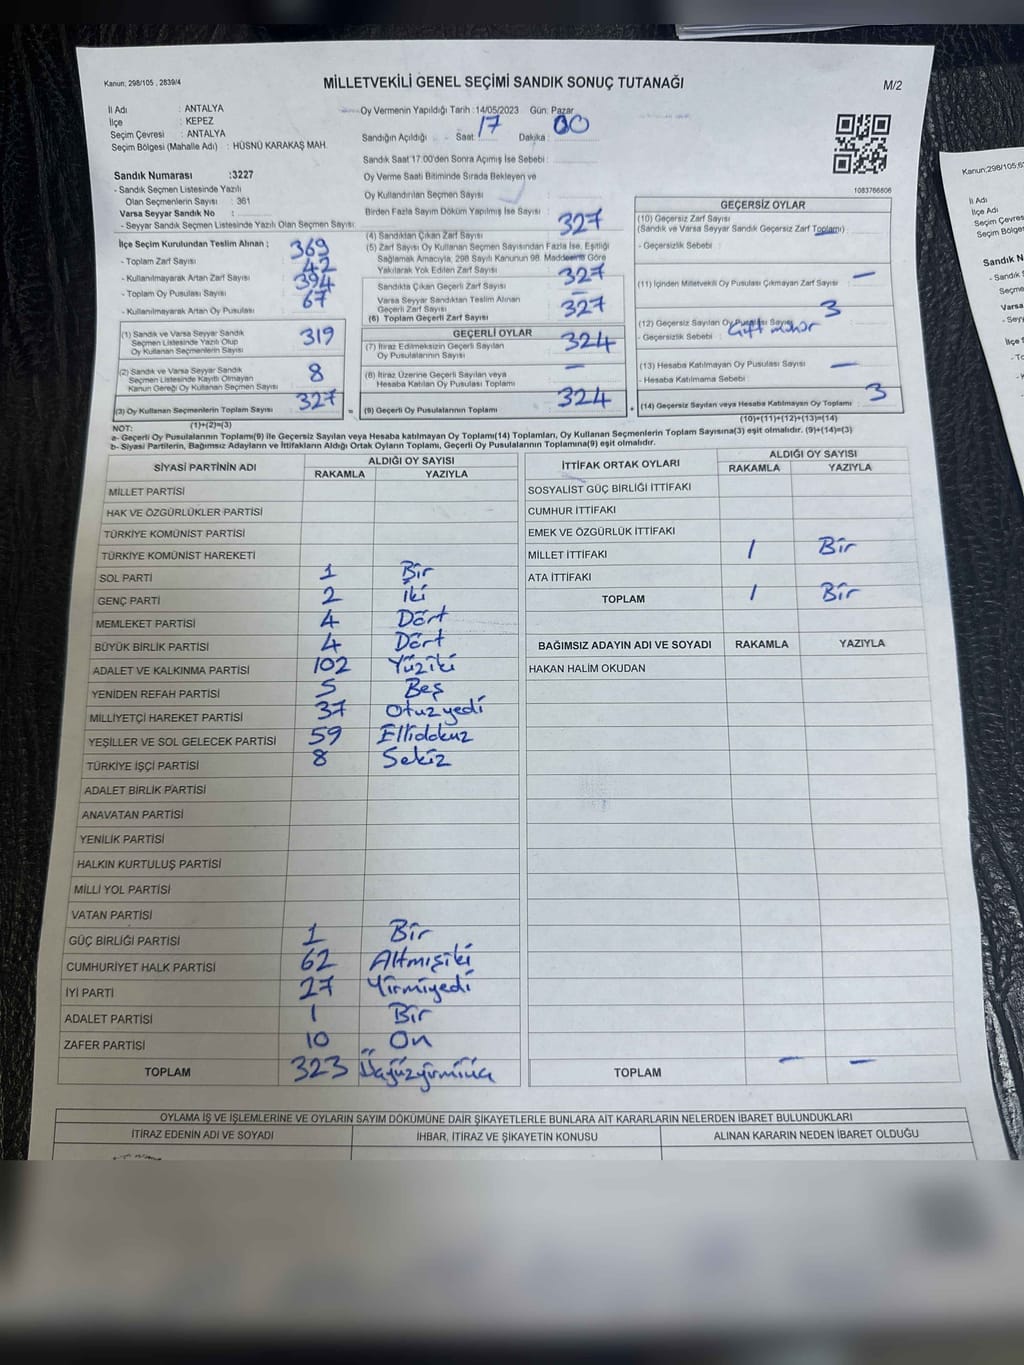 Kanun; 298/105 , 2839/4
MİLLETVEKİLİ GENEL SEÇİMİ SANDIK SONUÇ TUTANAĞI
M/2
İl Adı : ANTALYA
İlçe : KEPEZ
Seçim Çevresi : ANTALYA
Seçim Bölgesi (Mahalle Adı) : HÜSNÜ KARAKAŞ MAH.
Oy Vermenin Yapıldığı Tarih :14/05/2023 Gün: Pazar
Sandığın Açıldığı Saat: 17 Dakika : 00
Sandık Saat 17.00'den Sonra Açımış İse Sebebi :
Oy Verme Saati Bitiminde Sırada Bekleyen ve
Oy Kullandırılan Seçmen Sayısı
Birden Fazla Sayım Döküm Yapılmış İse Sayısı :
1083766806
Sandık Numarası :3227
- Sandık Seçmen Listesinde Yazılı
Olan Seçmenlerin Sayısı : 361
Varsa Seyyar Sandık No :
- Seyyar Sandık Seçmen Listesinde Yazılı Olan Seçmen Sayısı:
İlçe Seçim Kurulundan Teslim Alınan ;
- Toplam Zarf Sayısı : 369
- Kullanılmayarak Artan Zarf Sayısı : 42
- Toplam Oy Pusulası Sayısı : 394
- Kullanılmayarak Artan Oy Pusulası : 67
(1) Sandık ve Varsa Seyyar Sandık
Seçmen Listesinde Yazılı Olup
Oy Kullanan Seçmenlerin Sayısı 319
(2) Sandık ve Varsa Seyyar Sandık
Seçmen Listesinde Kayıtlı Olmayan
Kanun Gereği Oy Kullanan Seçmen Sayısı 8
(3) Oy Kullanan Seçmenlerin Toplam Sayısı 327
(1)+(2)=(3)
(4) Sandıktan Çıkan Zarf Sayısı 327
(5) Zarf Sayısı Oy Kullanan Seçmen Sayısından Fazla İse, Eşitliği
Sağlamak Amacıyla, 298 Sayılı Kanunun 98. Maddesine Göre
Yakılarak Yok Edilen Zarf Sayısı
Sandıkta Çıkan Geçerli Zarf Sayısı 327
Varsa Seyyar Sandıktan Teslim Alınan
Geçerli Zarf Sayısı –
(6) Toplam Geçerli Zarf Sayısı 327
GEÇERLİ OYLAR
(7) İtiraz Edilmeksizin Geçerli Sayılan
Oy Pusulalarının Sayısı 324
(8) İtiraz Üzerine Geçerli Sayılan veya
Hesaba Katılan Oy Pusulası Toplamı –
= (9) Geçerli Oy Pusulalarının Toplamı 324
GEÇERSİZ OYLAR
(10) Geçersiz Zarf Sayısı
(Sandık ve Varsa Seyyar Sandık Geçersiz Zarf Toplamı)
- Geçersizlik Sebebi :
(11) İçinden Milletvekili Oy Pusulası Çıkmayan Zarf Sayısı –
(12) Geçersiz Sayılan Oy Pusulası Sayısı 3
- Geçersizlik Sebebi : Çift mühür
(13) Hesaba Katılmayan Oy Pusulası Sayısı –
- Hesaba Katılmama Sebebi :
+ (14) Geçersiz Sayılan veya Hesaba Katılmayan Oy Toplamı 3
(10)+(11)+(12)+(13)=(14)
NOT:
a- Geçerli Oy Pusulalarının Toplamı(9) İle Geçersiz Sayılan veya Hesaba katılmayan Oy Toplamı(14) Toplamları, Oy Kullanan Seçmenlerin Toplam Sayısına(3) eşit olmalıdır. (9)+(14)=(3)
b- Siyasi Partilerin, Bağımsız Adayların ve İttifakların Aldığı Ortak Oyların Toplamı, Geçerli Oy Pusulalarının Toplamına(9) eşit olmalıdır.
SİYASİ PARTİNİN ADI ALDIĞI OY SAYISI
RAKAMLA YAZIYLA
MİLLET PARTİSİ
HAK VE ÖZGÜRLÜKLER PARTİSİ
TÜRKİYE KOMÜNİST PARTİSİ
TÜRKİYE KOMÜNİST HAREKETİ
SOL PARTİ 1 Bir
GENÇ PARTİ 2 iki
MEMLEKET PARTİSİ 4 Dört
BÜYÜK BİRLİK PARTİSİ 4 Dört
ADALET VE KALKINMA PARTİSİ 102 Yüziki
YENİDEN REFAH PARTİSİ 5 Beş
MİLLİYETÇİ HAREKET PARTİSİ 37 Otuzyedi
YEŞİLLER VE SOL GELECEK PARTİSİ 59 Ellidokuz
TÜRKİYE İŞÇİ PARTİSİ 8 Sekiz
ADALET BİRLİK PARTİSİ
ANAVATAN PARTİSİ
YENİLİK PARTİSİ
HALKIN KURTULUŞ PARTİSİ
MİLLİ YOL PARTİSİ
VATAN PARTİSİ
GÜÇ BİRLİĞİ PARTİSİ 1 Bir
CUMHURİYET HALK PARTİSİ 62 Altmışiki
İYİ PARTİ 27 Yirmiyedi
ADALET PARTİSİ 1 Bir
ZAFER PARTİSİ 10 On
TOPLAM 323 Üçyüzyirmiüç
İTTİFAK ORTAK OYLARI ALDIĞI OY SAYISI
RAKAMLA YAZIYLA
SOSYALİST GÜÇ BİRLİĞİ İTTİFAKI
CUMHUR İTTİFAKI
EMEK VE ÖZGÜRLÜK İTTİFAKI
MİLLET İTTİFAKI 1 Bir
ATA İTTİFAKI
TOPLAM 1 Bir
BAĞIMSIZ ADAYIN ADI VE SOYADI RAKAMLA YAZIYLA
HAKAN HALİM OKUDAN
TOPLAM – –
OYLAMA İŞ VE İŞLEMLERİNE VE OYLARIN SAYIM DÖKÜMÜNE DAİR ŞİKAYETLERLE BUNLARA AİT KARARLARIN NELERDEN İBARET BULUNDUKLARI
İTİRAZ EDENİN ADI VE SOYADI İHBAR, İTİRAZ VE ŞİKAYETİN KONUSU ALINAN KARARIN NEDEN İBARET OLDUĞU
Kanun;298/105,6
İl Adı
İlçe Adı
Seçim Böl
Sandık N
- Sandık
Seçme
Varsa
- Sey
İlçe S